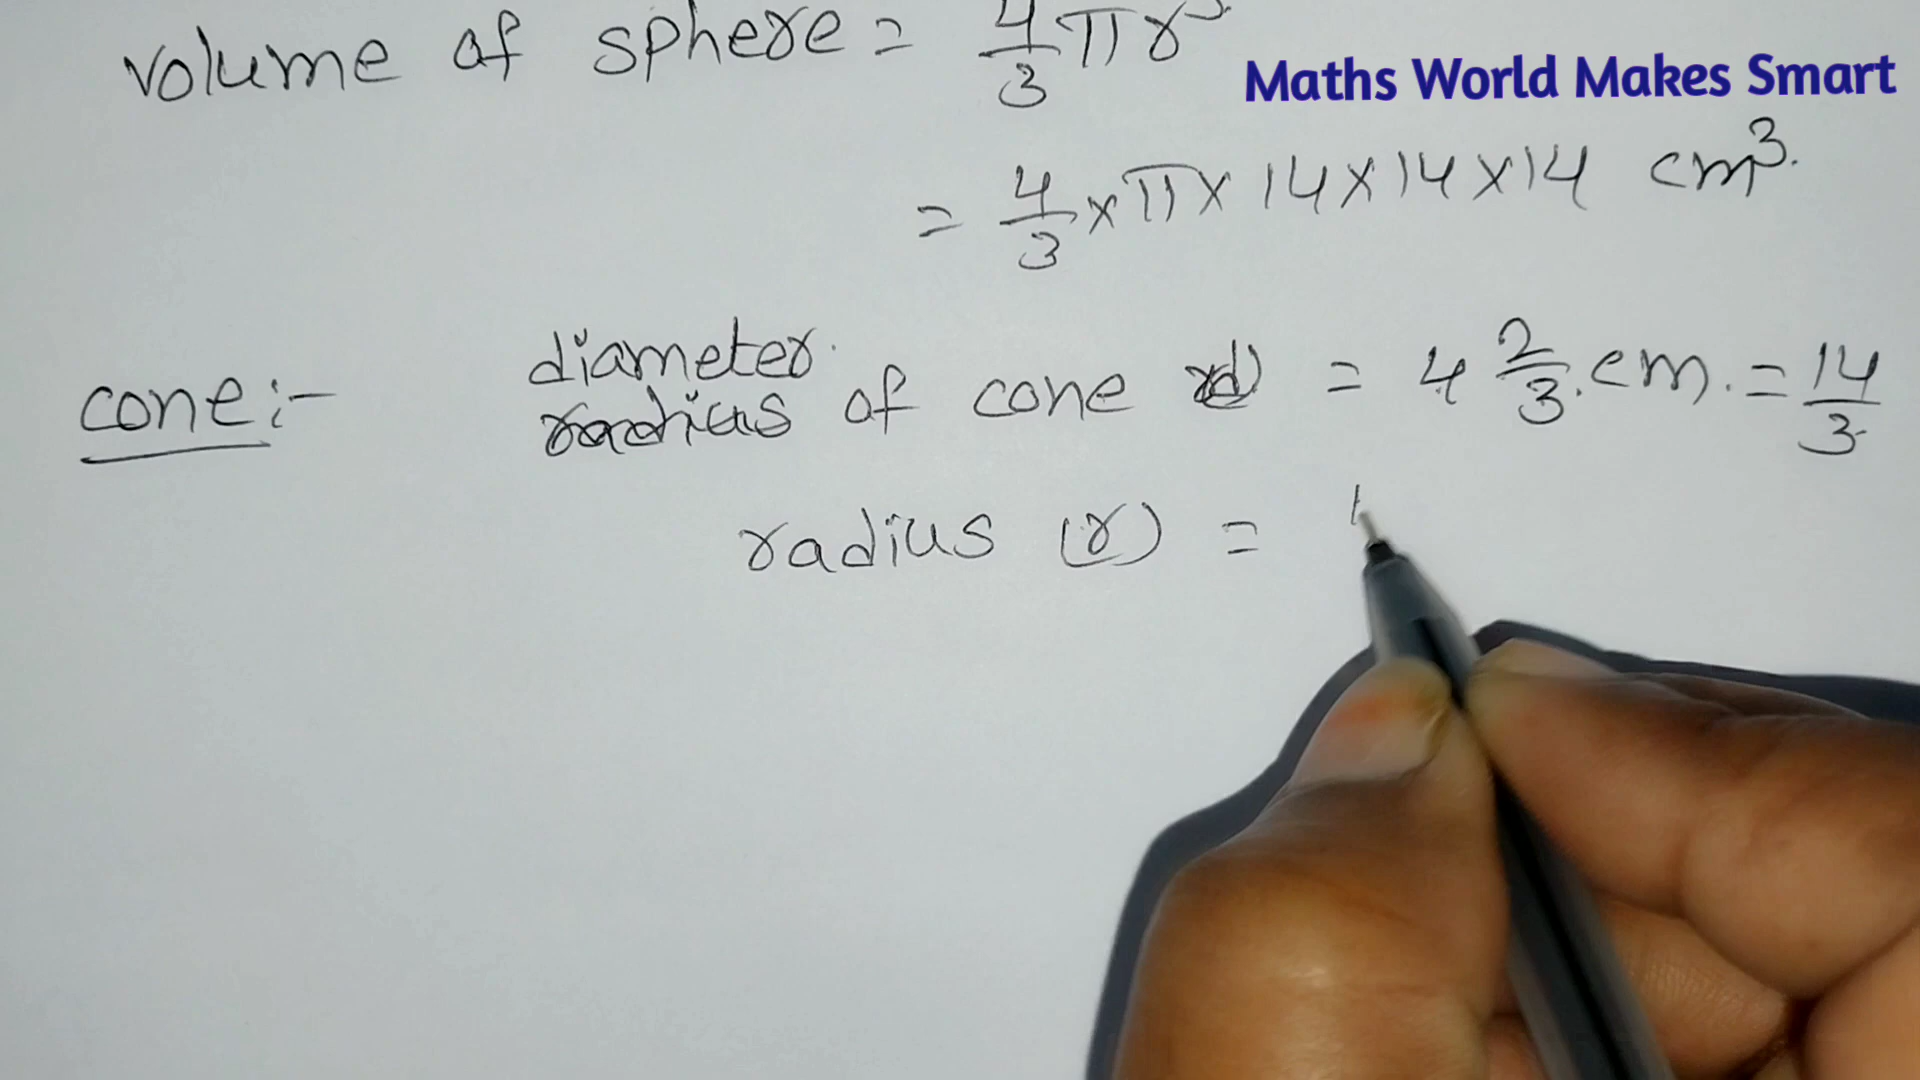 volume of sphere = 4/3 πr³
Maths World Makes Smart
= 4/3 × π × 14 × 14 × 14 cm³.
cone :- diameter radius of cone (d) = 4 2/3 cm. = 14/3
radius (r) = 1